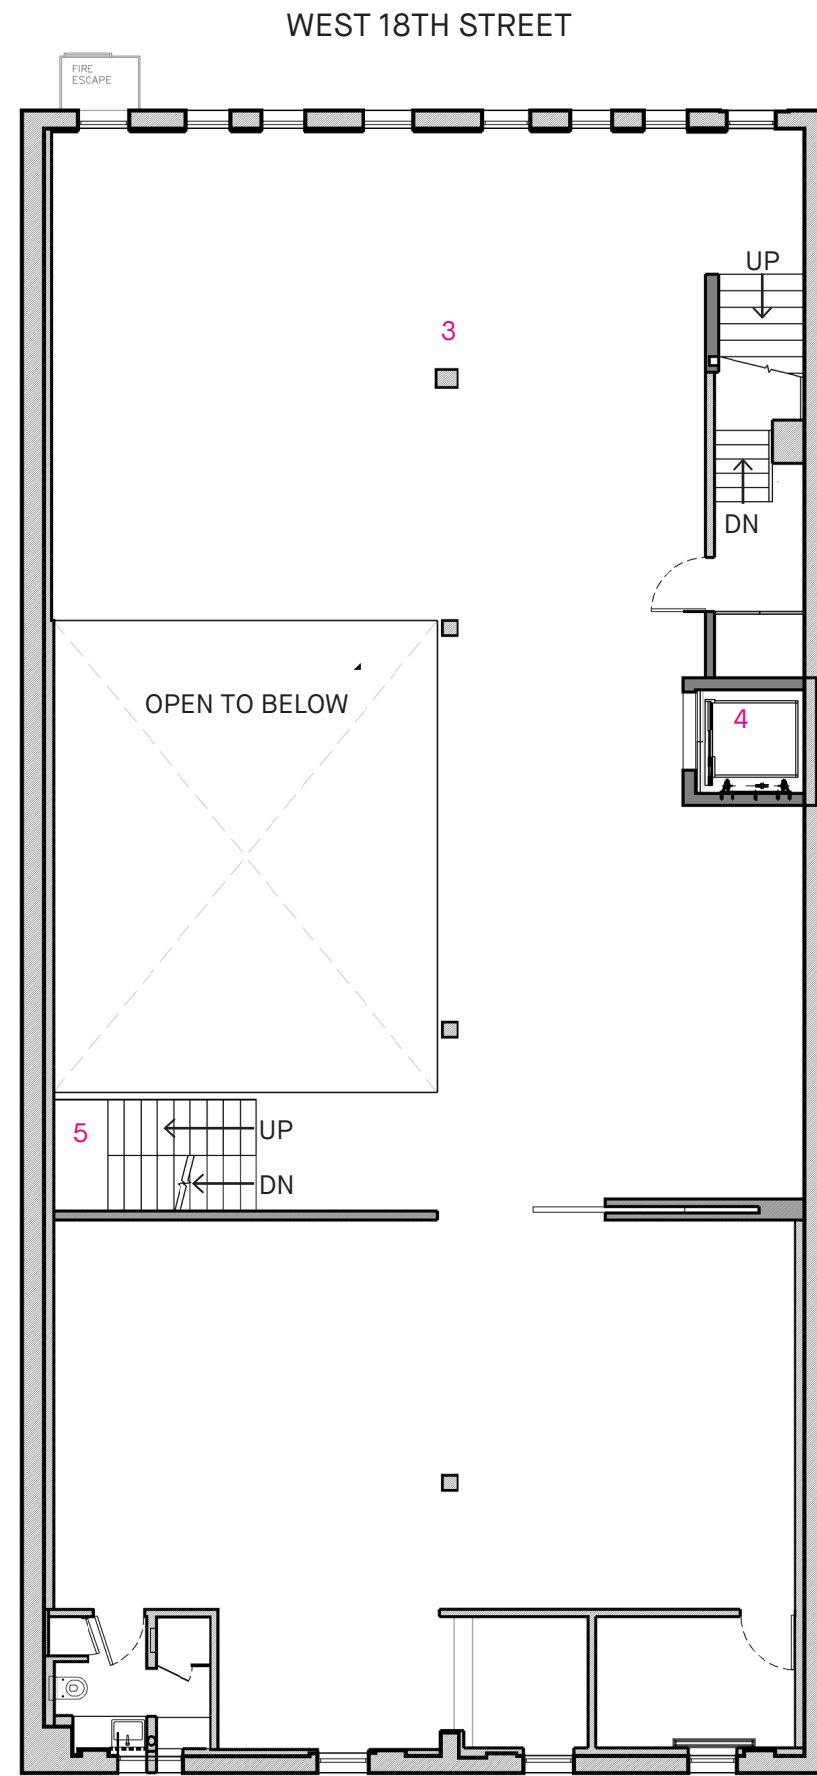 WEST 18TH STREET
FIRE
ESCAPE
UP
3
DN
OPEN TO BELOW
4
5
UP
DN